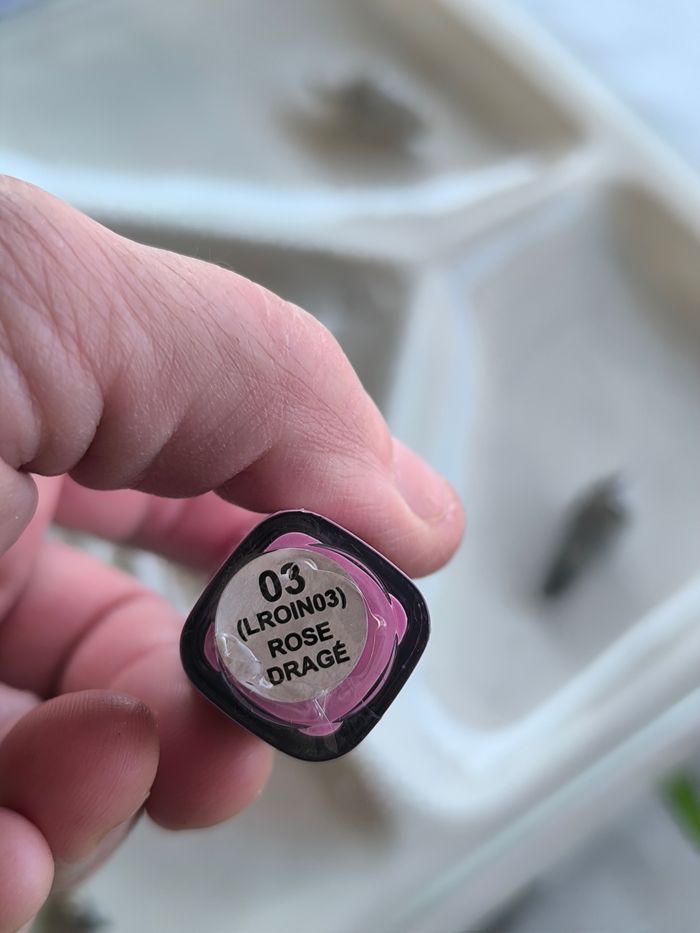 03
(LROIN03)
ROSE
DRAGÉ